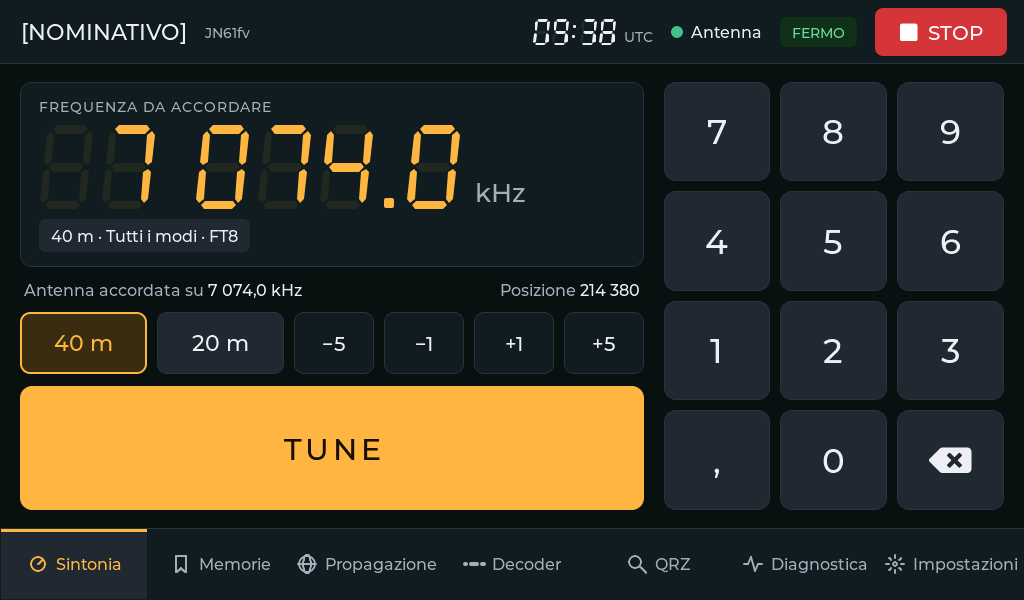 [NOMINATIVO] JN61fv 09:38 UTC Antenna FERMO STOP
FREQUENZA DA ACCORDARE
7 074.0 kHz
40 m · Tutti i modi · FT8
Antenna accordata su 7 074,0 kHz Posizione 214 380
40 m 20 m −5 −1 +1 +5
TUNE
7 8 9
4 5 6
1 2 3
, 0
Sintonia Memorie Propagazione Decoder QRZ Diagnostica Impostazioni